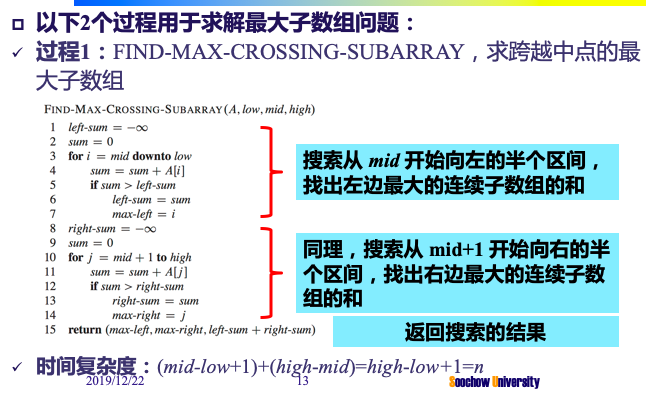 以下2个过程用于求解最大子数组问题：
过程1：FIND-MAX-CROSSING-SUBARRAY，求跨越中点的最
大子数组
FIND-MAX-CROSSING-SUBARRAY(A, low, mid, high)
1 left-sum = -∞
2 sum = 0
3 for i = mid downto low
4 sum = sum + A[i]
5 if sum > left-sum
6 left-sum = sum
7 max-left = i
8 right-sum = -∞
9 sum = 0
10 for j = mid + 1 to high
11 sum = sum + A[j]
12 if sum > right-sum
13 right-sum = sum
14 max-right = j
15 return (max-left, max-right, left-sum + right-sum)
搜索从 mid 开始向左的半个区间，
找出左边最大的连续子数组的和
同理，搜索从 mid+1 开始向右的半
个区间，找出右边最大的连续子数
组的和
返回搜索的结果
时间复杂度：(mid-low+1)+(high-mid)=high-low+1=n
2019/12/22
13
Soochow University